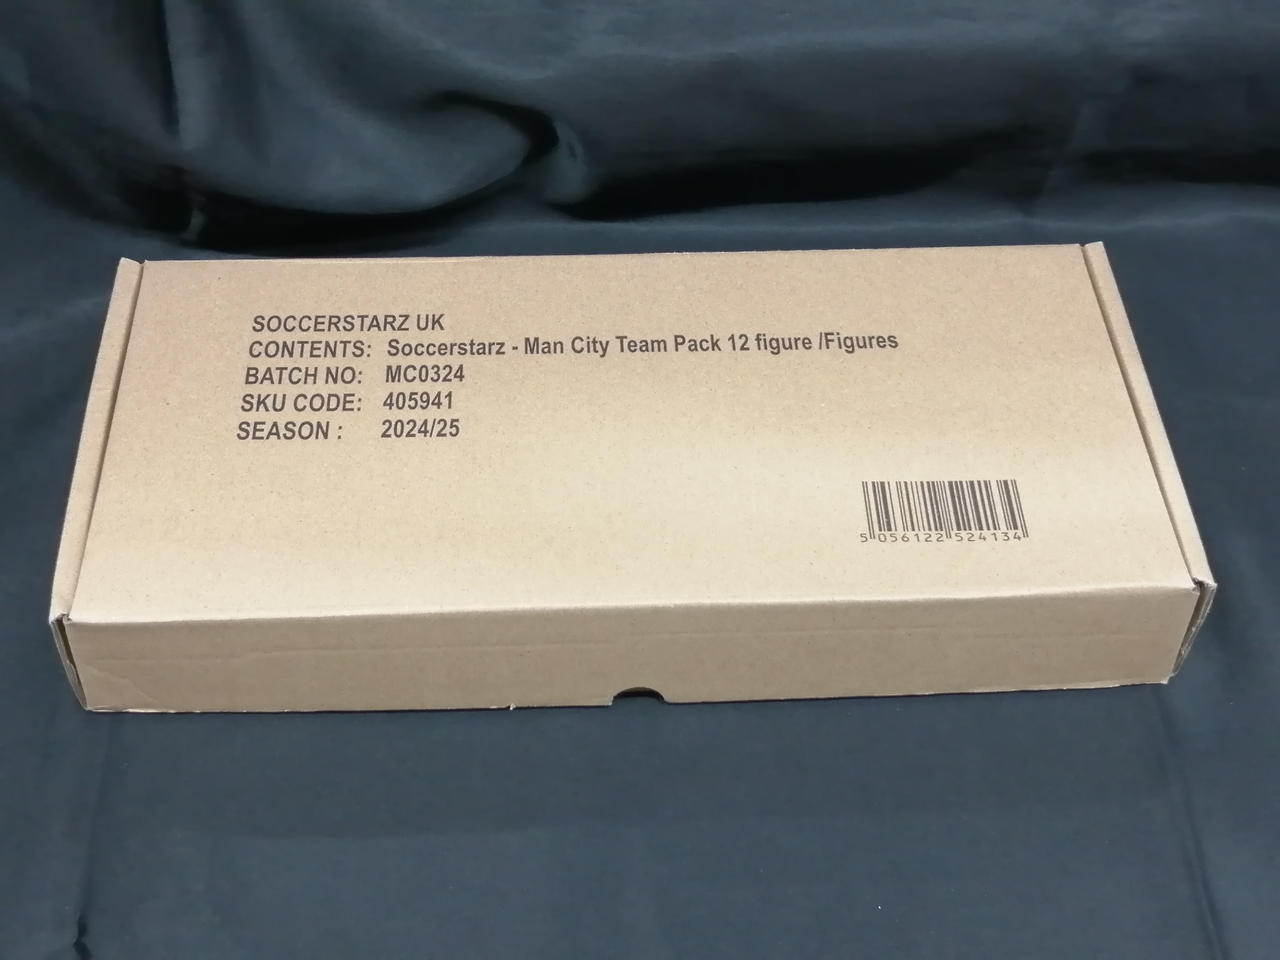 SOCCERSTARZ UK
CONTENTS: Soccerstarz - Man City Team Pack 12 figure /Figures
BATCH NO: MC0324
SKU CODE: 405941
SEASON : 2024/25
5 056122 524134